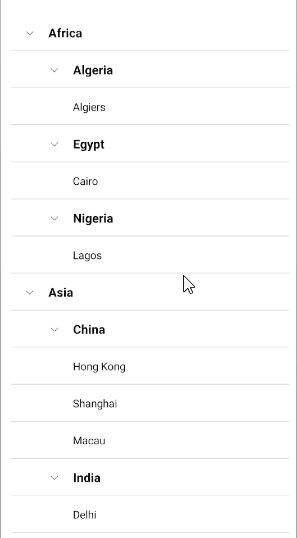 Africa
Algeria
Algiers
Egypt
Cairo
Nigeria
Lagos
Asia
China
Hong Kong
Shanghai
Macau
India
Delhi